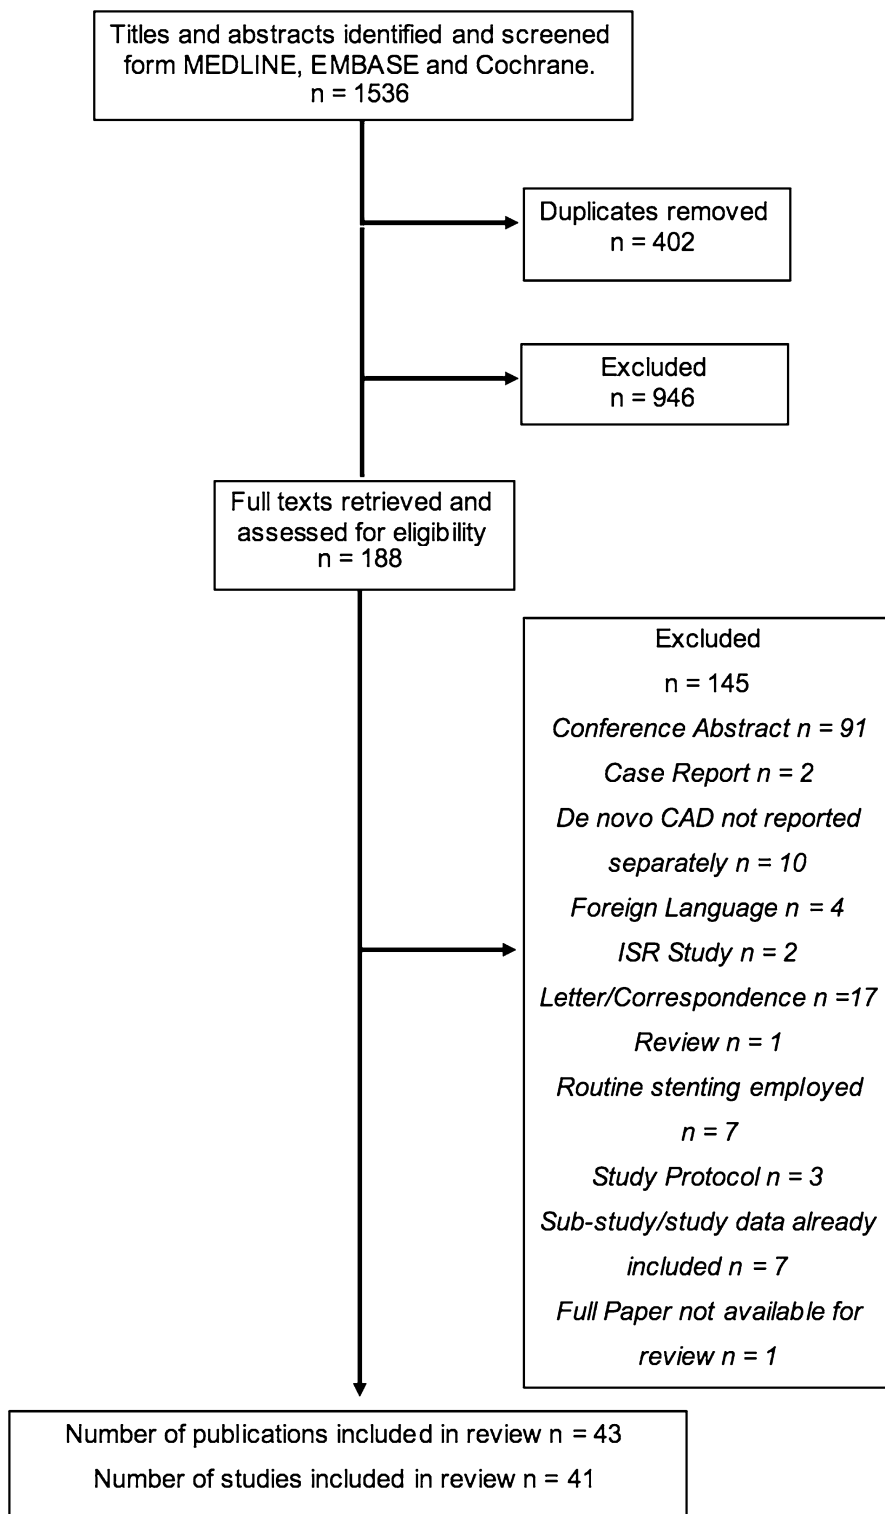 Titles and abstracts identified and screened
form MEDLINE, EMBASE and Cochrane.
n = 1536
Duplicates removed
n = 402
Excluded
n = 946
Full texts retrieved and
assessed for eligibility
n = 188
Excluded
n = 145
Conference Abstract n = 91
Case Report n = 2
De novo CAD not reported
separately n = 10
Foreign Language n = 4
ISR Study n = 2
Letter/Correspondence n =17
Review n = 1
Routine stenting employed
n = 7
Study Protocol n = 3
Sub-study/study data already
included n = 7
Full Paper not available for
review n = 1
Number of publications included in review n = 43
Number of studies included in review n = 41